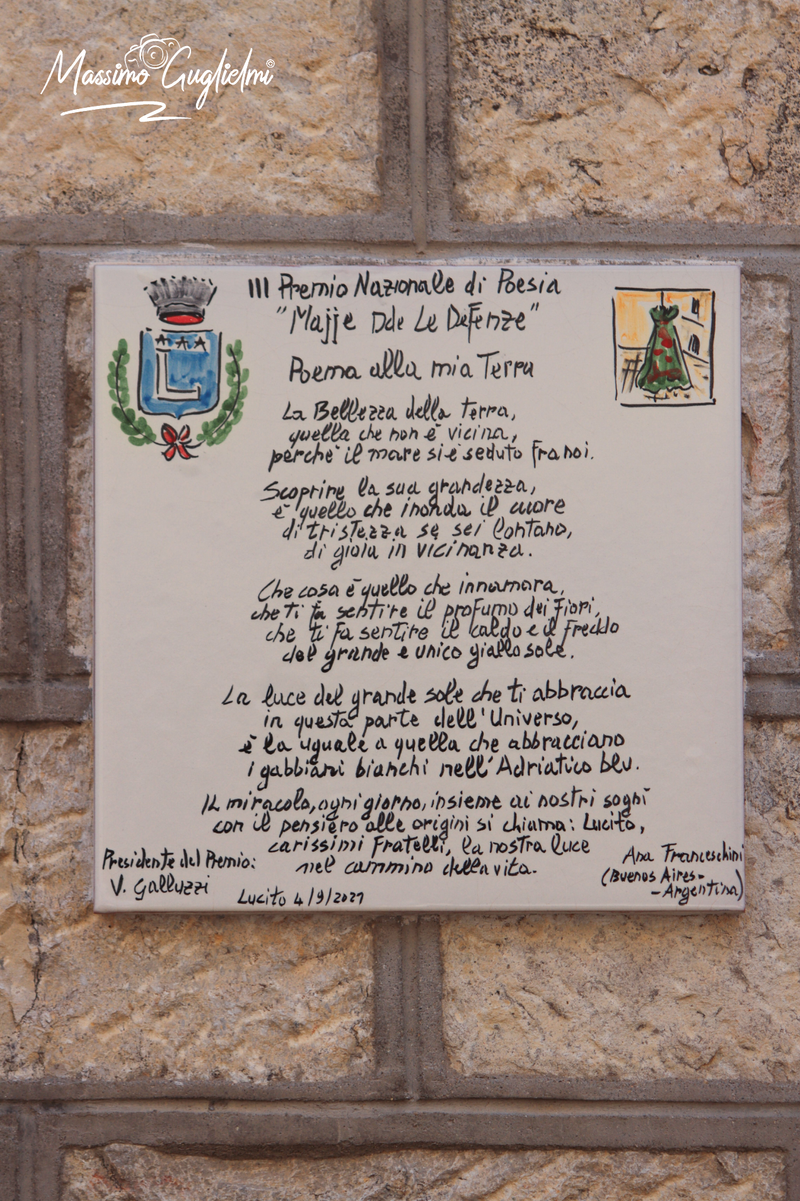 Massimo Guglielmi©
III Premio Nazionale di Poesia
"Majje Dde Le Defenze"
Poema alla mia Terra
La Bellezza della terra,
quella che non è vicina,
perchè il mare si è seduto fra noi.
Scoprire la sua grandezza,
è quello che inonda il cuore
di tristezza se sei lontano,
di gioia in vicinanza.
Che cosa è quello che innamora,
che ti fa sentire il profumo dei fiori,
che ti fa sentire il caldo e il freddo
del grande e unico giallo sole.
La luce del grande sole che ti abbraccia
in questa parte dell'Universo,
è la uguale a quella che abbracciano
i gabbiani bianchi nell'Adriatico blu.
IL miracolo, ogni giorno, insieme ai nostri sogni
con il pensiero alle origini si chiama: Lucito,
carissimi Fratelli, la nostra luce
nel cammino della vita.
Presidente del Premio:
V. Galluzzi
Lucito 4/9/2021
Ana Franceschini
(Buenos Aires-
-Argentina)
L